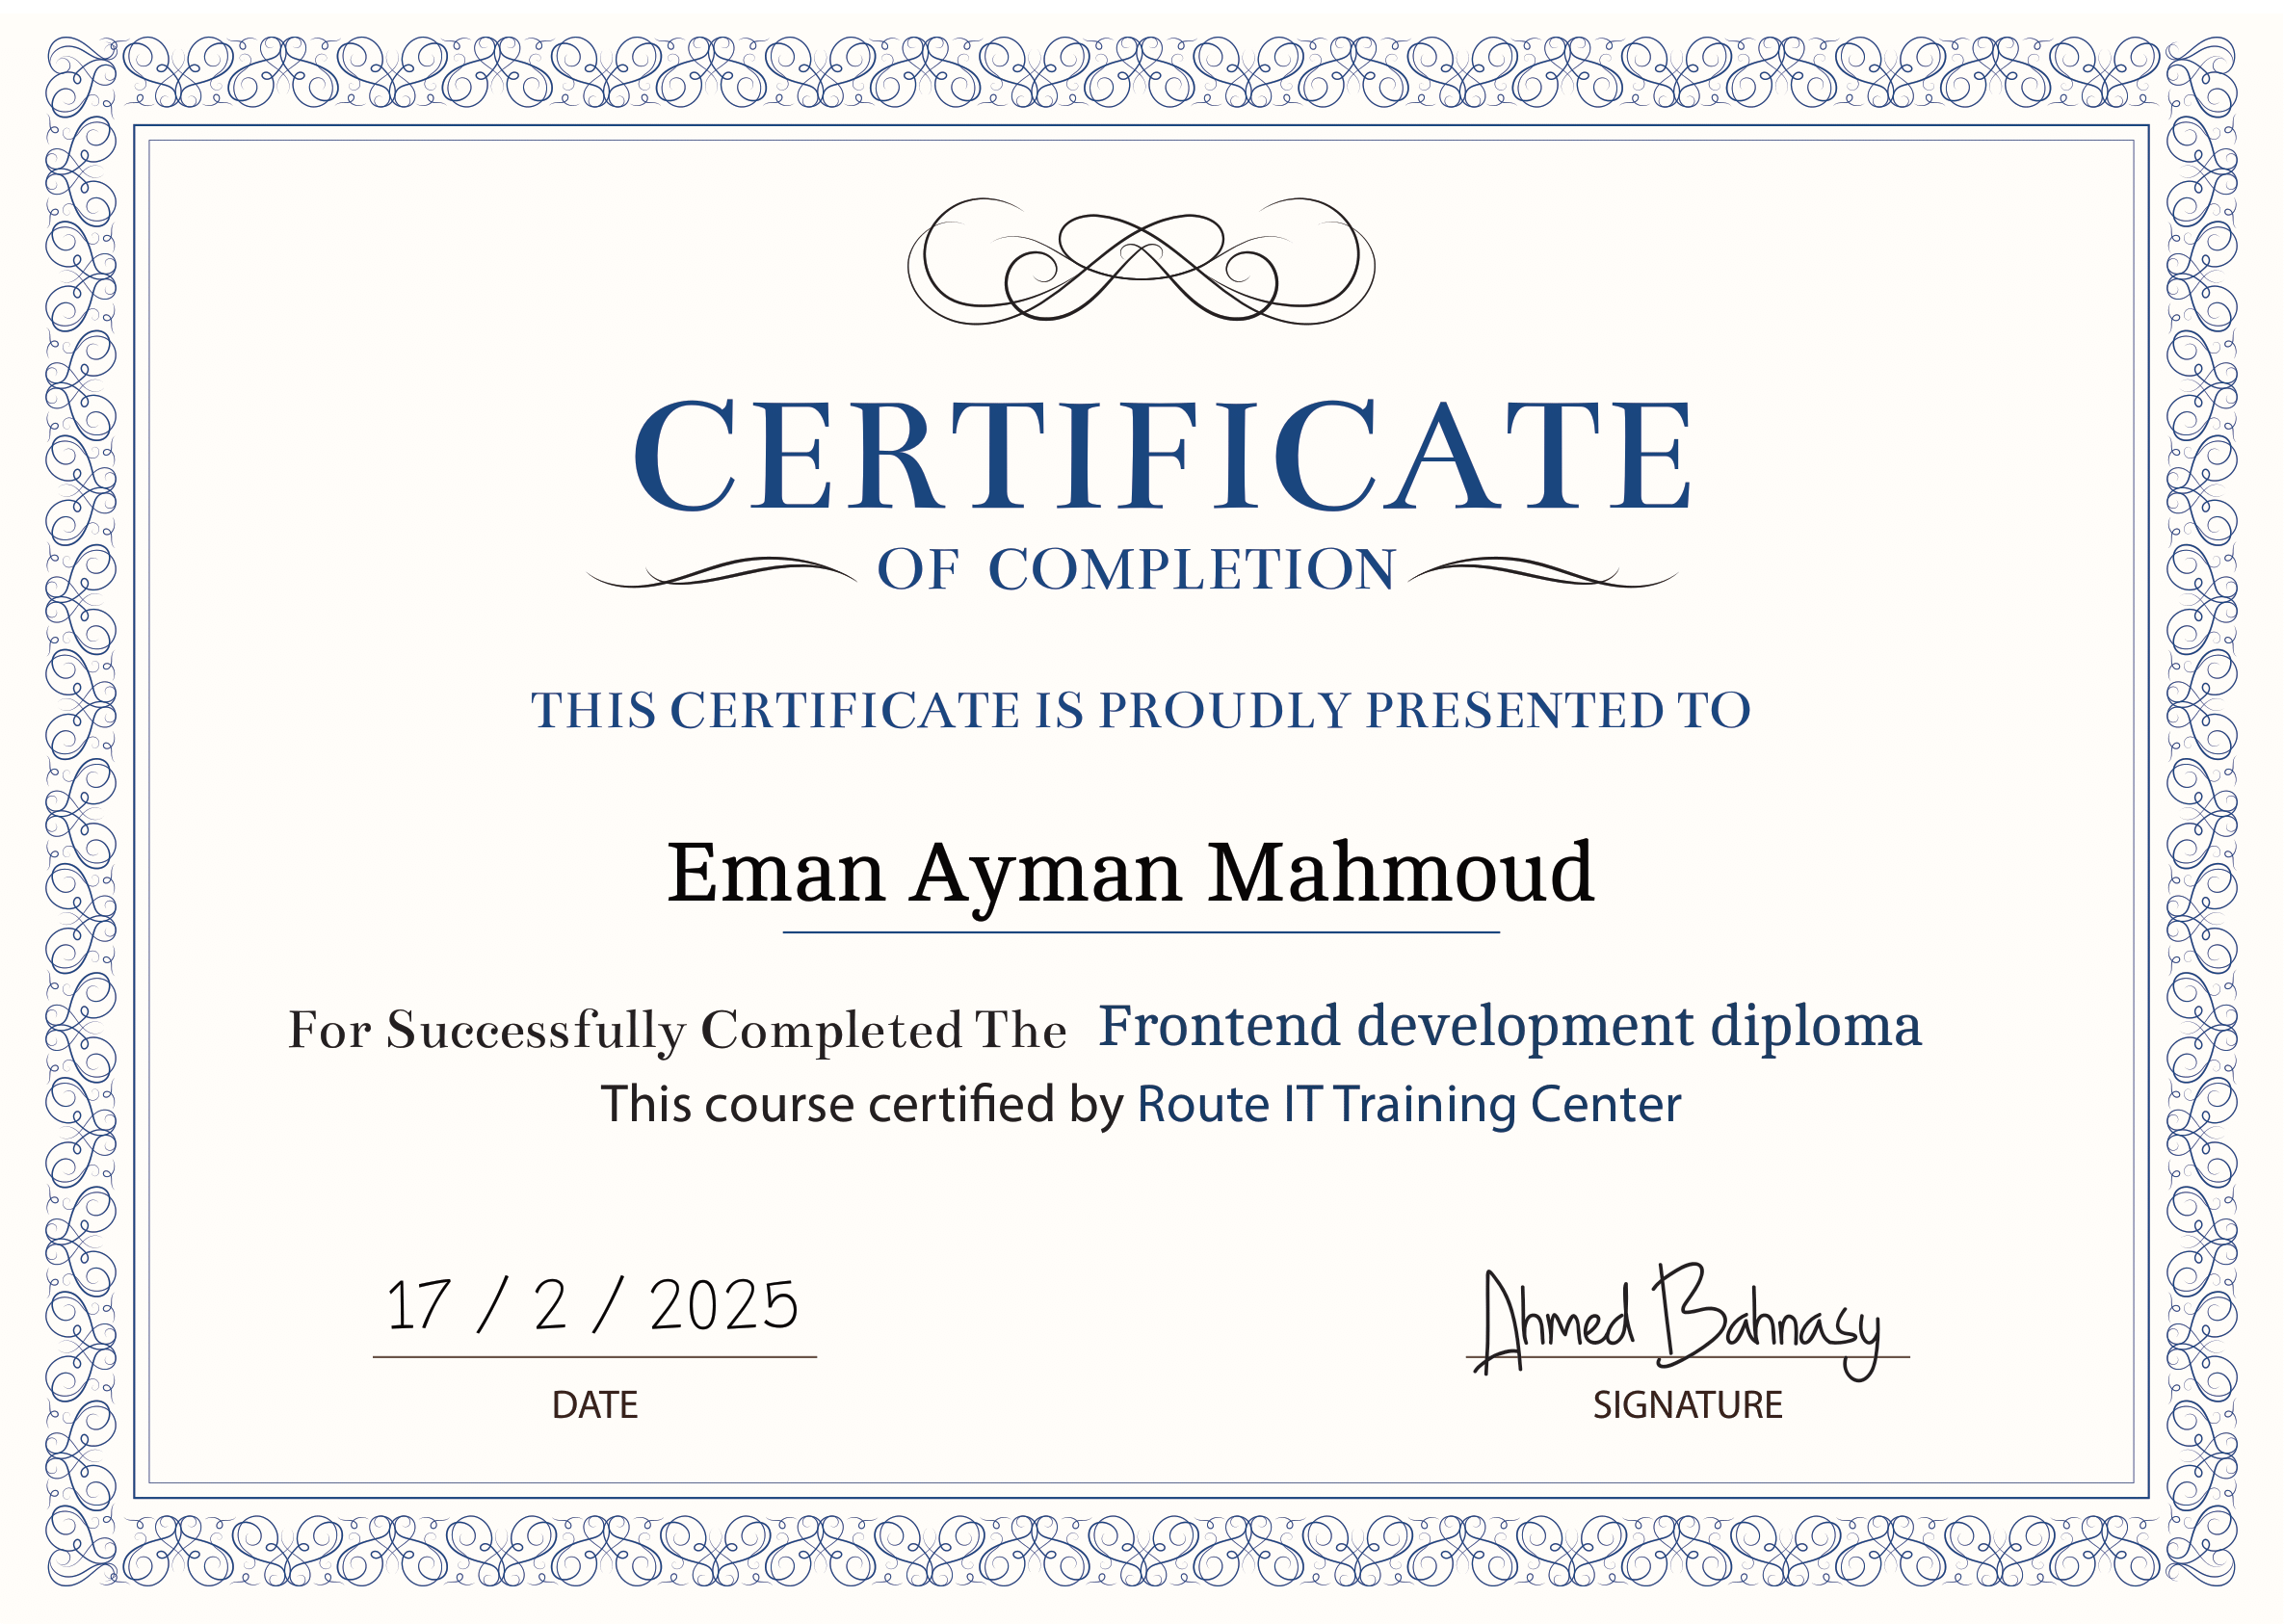 CERTIFICATE
OF COMPLETION
THIS CERTIFICATE IS PROUDLY PRESENTED TO
Eman Ayman Mahmoud
For Successfully Completed The Frontend development diploma
This course certified by Route IT Training Center
17 / 2 / 2025
Ahmed Bahnasy
DATE
SIGNATURE